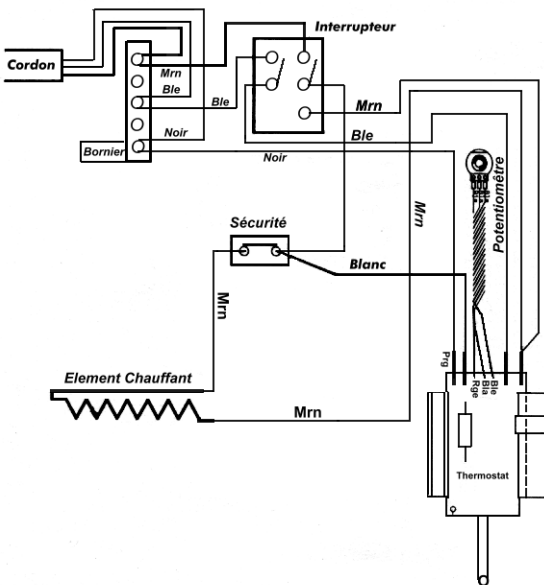 Interrupteur
Cordon
Mrn
Ble
Ble
Mrn
Noir
Ble
Bornier
Noir
Potentiomêtre
Mrn
Sécurité
Blanc
Mrn
Prg
Rge
Bla
Ble
Element Chauffant
Mrn
Thermostat